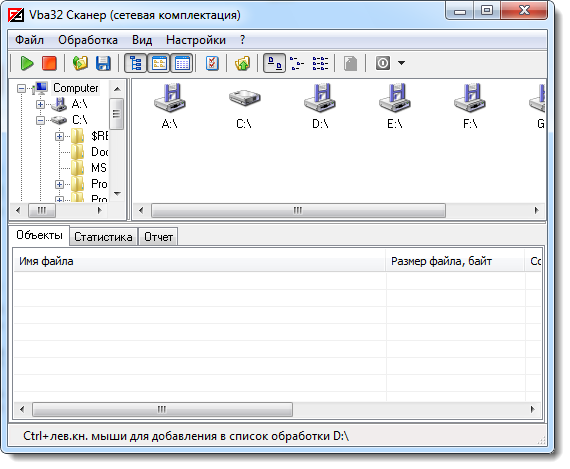 Vba32 Сканер (сетевая комплектация)
Файл Обработка Вид Настройки ?
Computer
A:\
C:\
$RE
Doc
MS
Pro
Pro
A:\ C:\ D:\ E:\ F:\ G
Объекты Статистика Отчет
Имя файла Размер файла, байт Сс
Ctrl+лев.кн. мыши для добавления в список обработки D:\